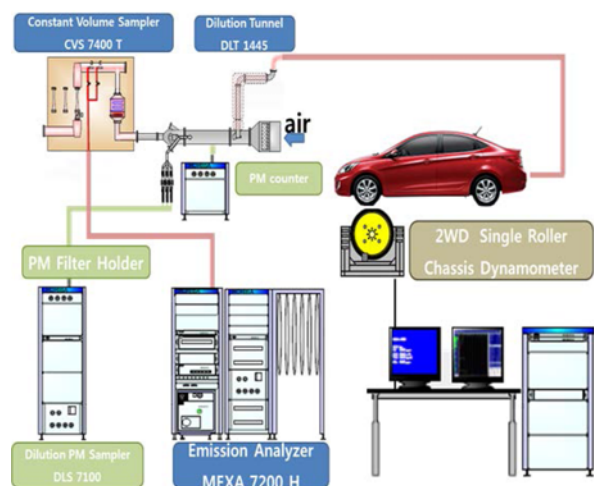 Constant Volume Sampler
CVS 7400 T
Dilution Tunnel
DLT 1445
air
PM counter
PM Filter Holder
2WD Single Roller
Chassis Dynamometer
Dilution PM Sampler
DLS 7100
Emission Analyzer
MEXA 7200 H